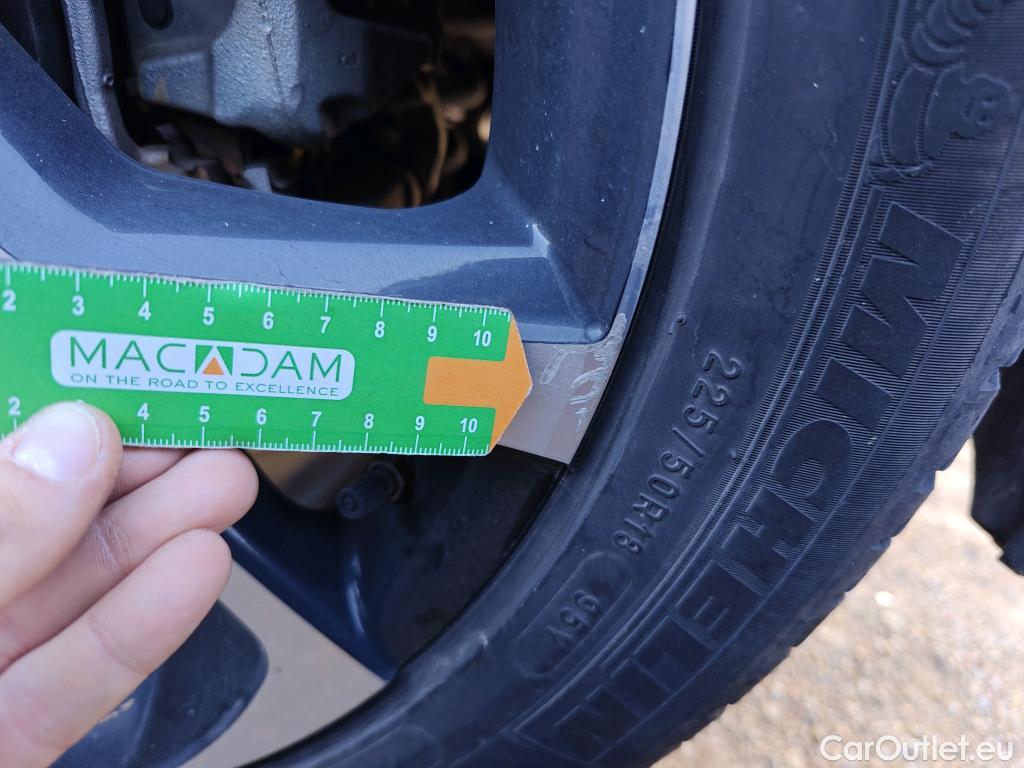 2 3 4 5 6 7 8 9 10
MACADAM
ON THE ROAD TO EXCELLENCE
2 3 4 5 6 7 8 9 10
MICHELIN
225/50R18 95V
CarOutlet.eu